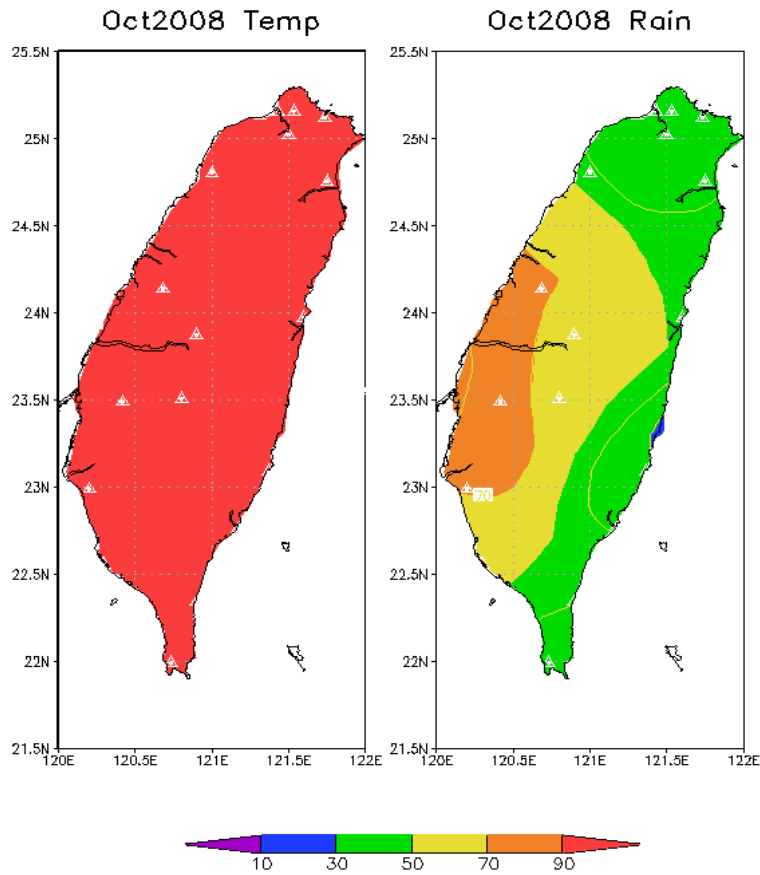 Oct2008 Temp
Oct2008 Rain
25.5N
25N
24.5N
24N
23.5N
23N
22.5N
22N
21.5N
120E 120.5E 121E 121.5E 122E
25.5N
25N
24.5N
24N
23.5N
23N
22.5N
22N
21.5N
120E 120.5E 121E 121.5E 122E
70
10 30 50 70 90